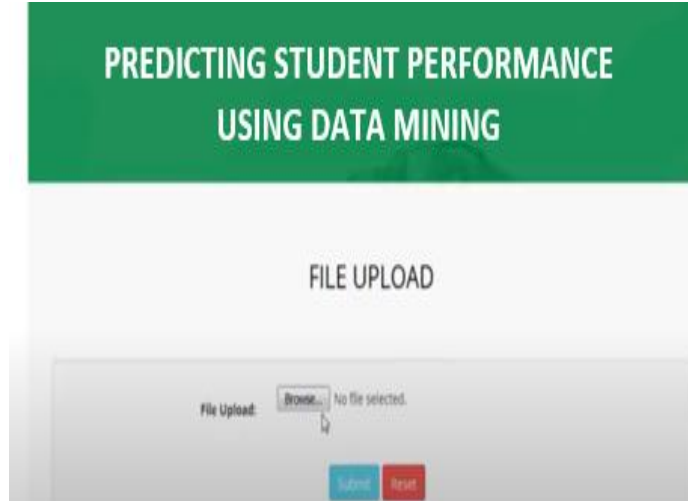 PREDICTING STUDENT PERFORMANCE
USING DATA MINING
FILE UPLOAD
File Upload: Browse... No file selected.
Submit Reset